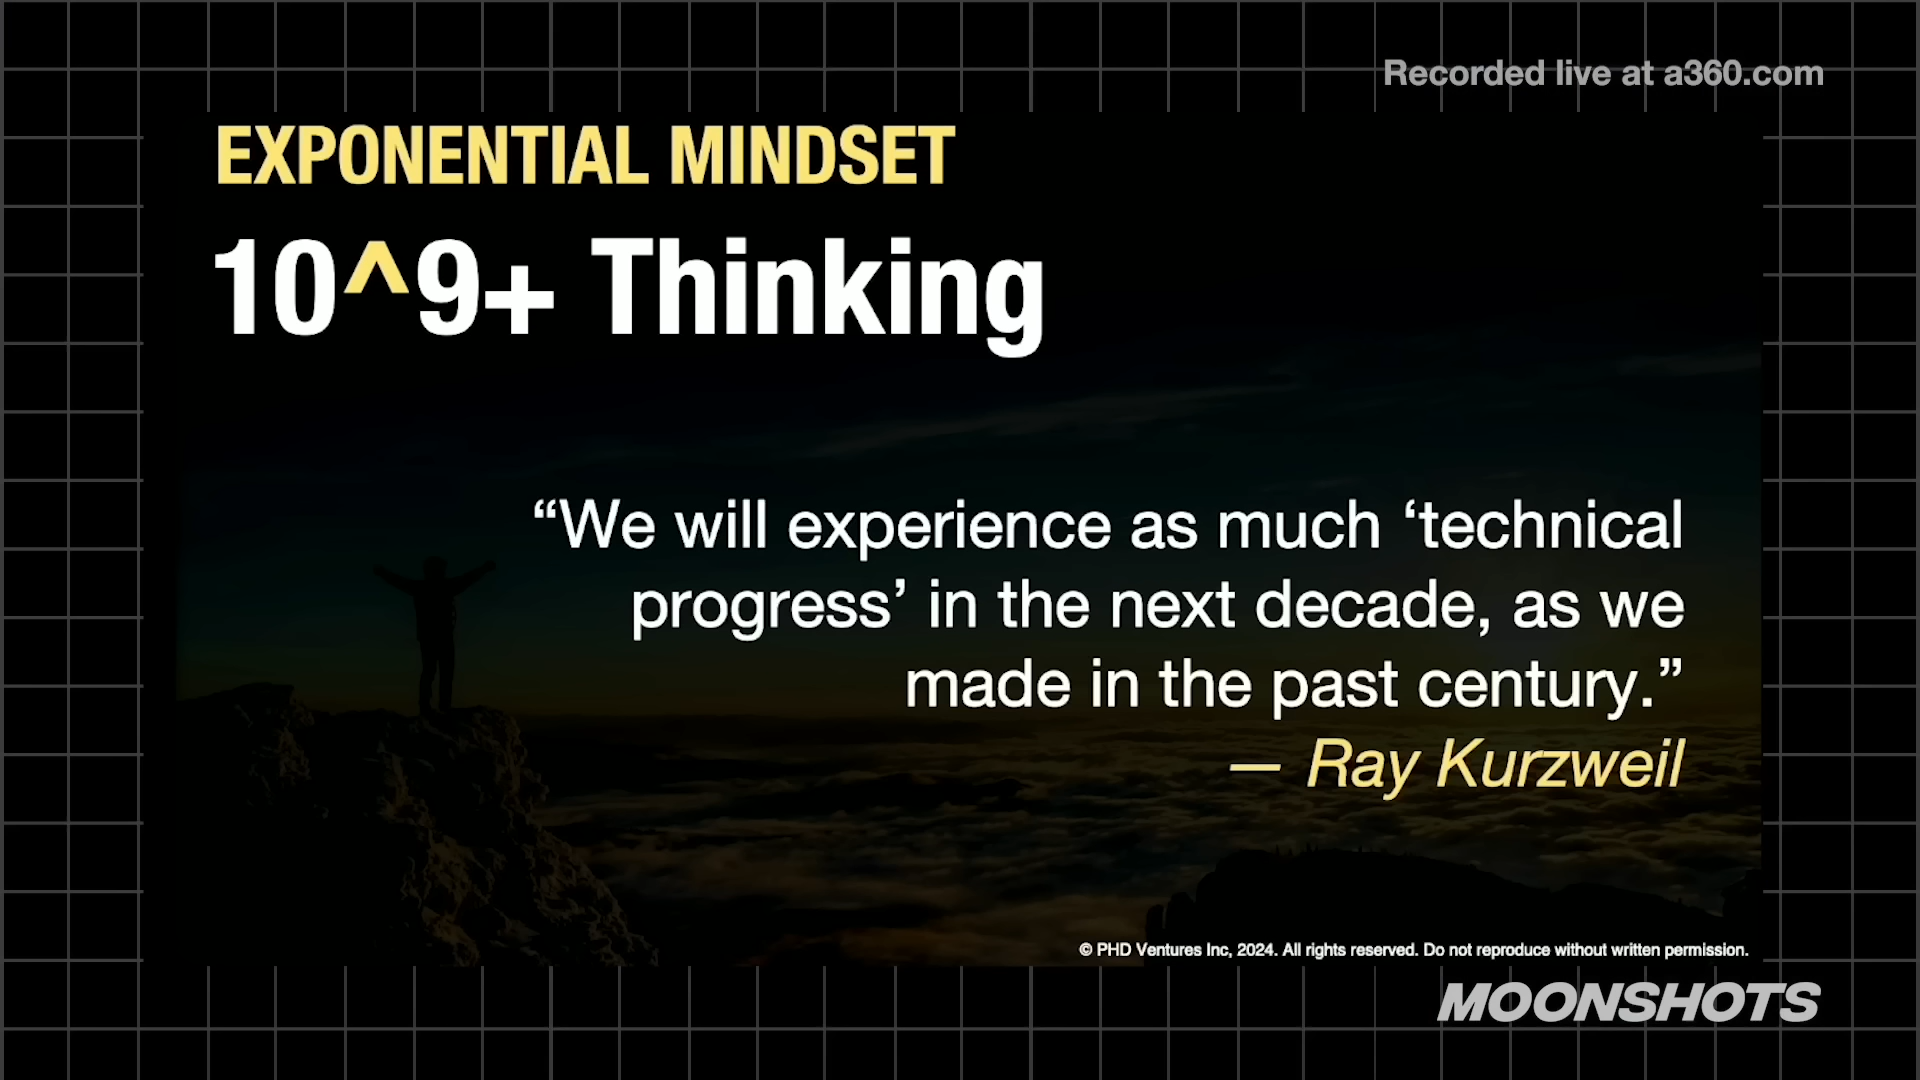 Recorded live at a360.com
EXPONENTIAL MINDSET
10^9+ Thinking
“We will experience as much ‘technical
progress’ in the next decade, as we
made in the past century.”
— Ray Kurzweil
© PHD Ventures Inc, 2024. All rights reserved. Do not reproduce without written permission.
MOONSHOTS